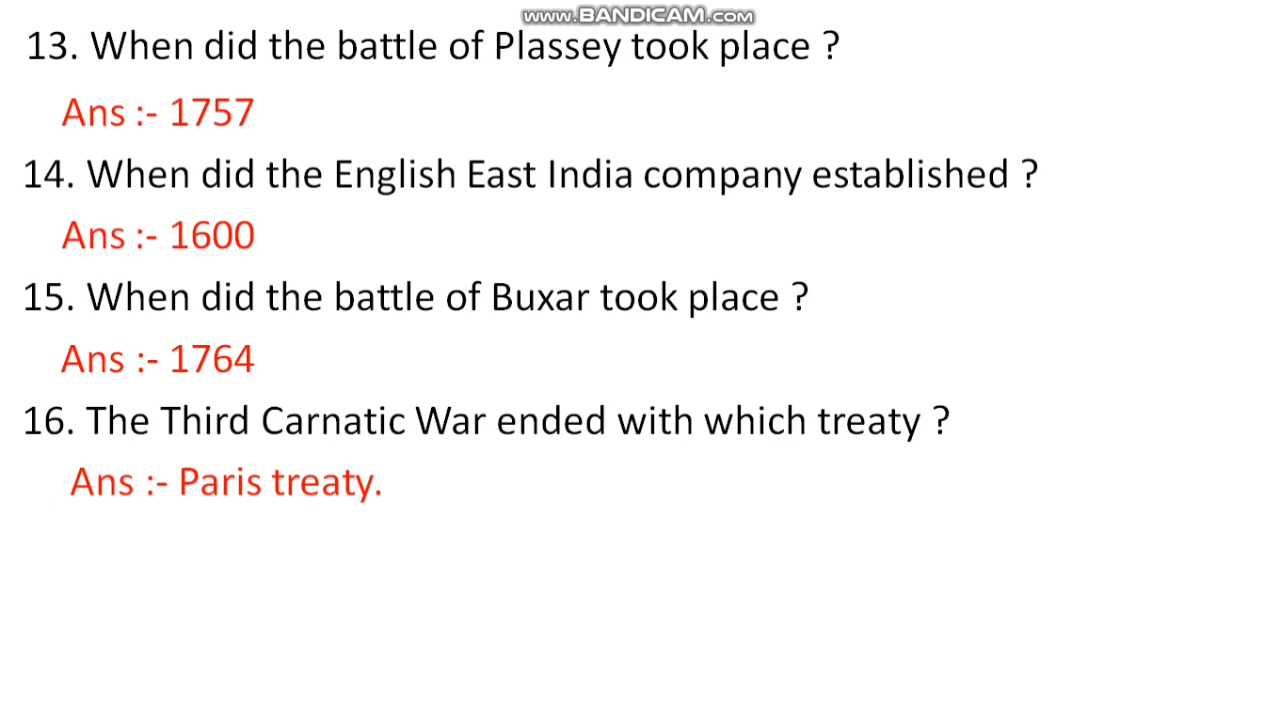 www.BANDICAM.com
13. When did the battle of Plassey took place ?
Ans :- 1757
14. When did the English East India company established ?
Ans :- 1600
15. When did the battle of Buxar took place ?
Ans :- 1764
16. The Third Carnatic War ended with which treaty ?
Ans :- Paris treaty.